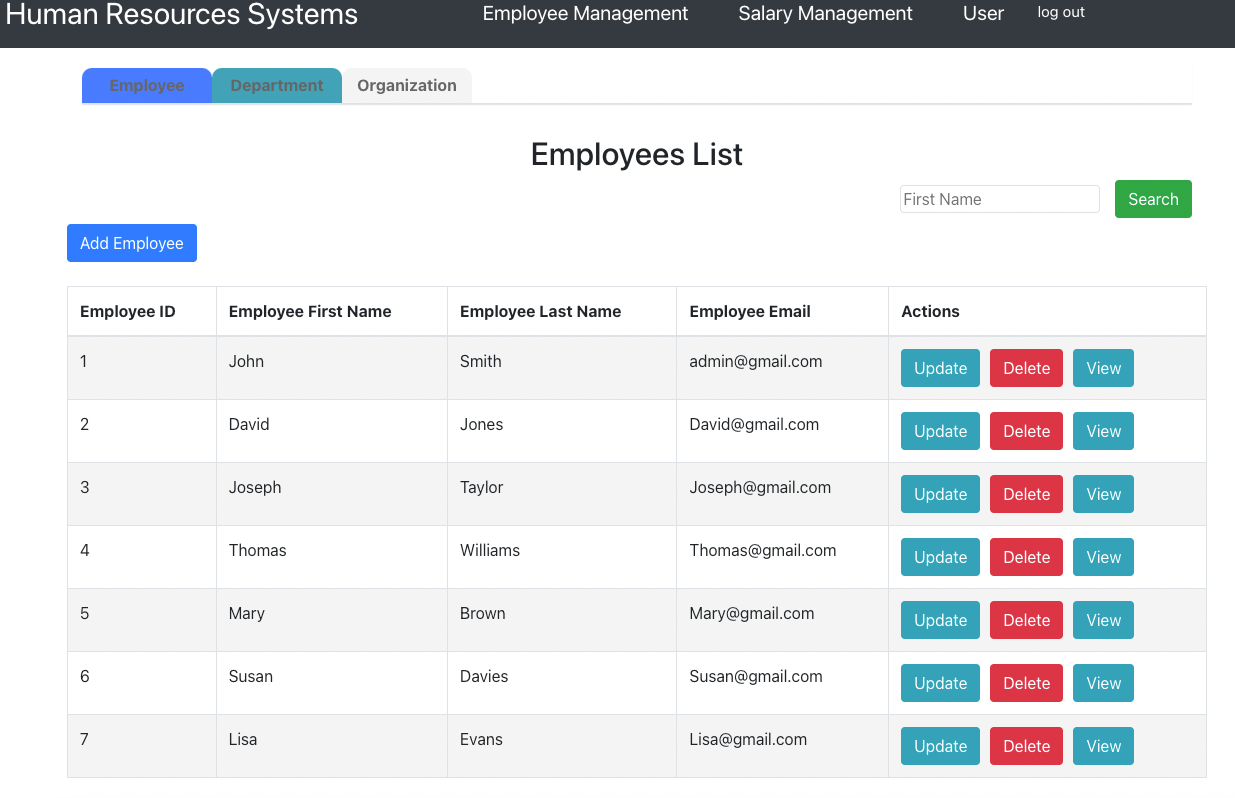 Human Resources Systems Employee Management Salary Management User log out
Employee Department Organization
Employees List
First Name Search
Add Employee
Employee ID Employee First Name Employee Last Name Employee Email Actions
1 John Smith admin@gmail.com Update Delete View
2 David Jones David@gmail.com Update Delete View
3 Joseph Taylor Joseph@gmail.com Update Delete View
4 Thomas Williams Thomas@gmail.com Update Delete View
5 Mary Brown Mary@gmail.com Update Delete View
6 Susan Davies Susan@gmail.com Update Delete View
7 Lisa Evans Lisa@gmail.com Update Delete View